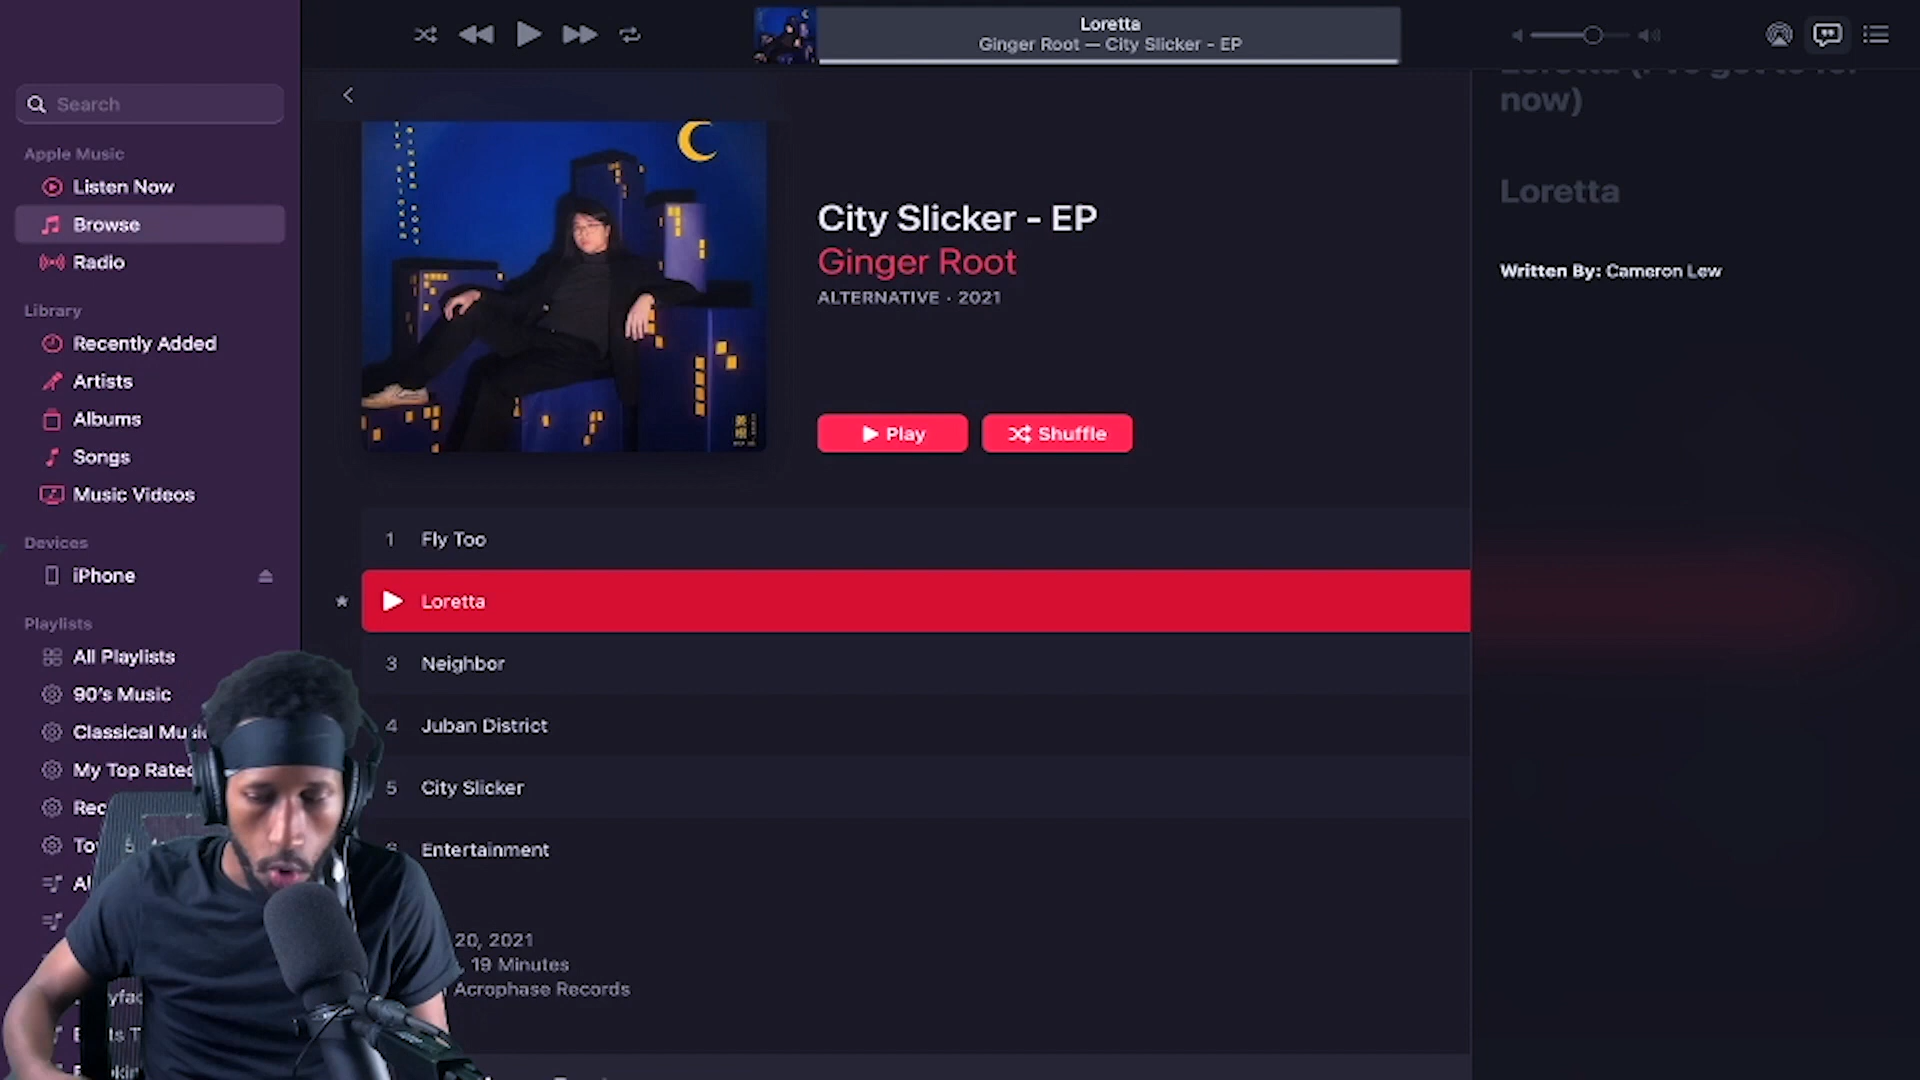 Loretta
Ginger Root — City Slicker - EP
Search
Apple Music
Listen Now
Browse
Radio
Library
Recently Added
Artists
Albums
Songs
Music Videos
Devices
iPhone
Playlists
All Playlists
90's Music
Classical
My Top Rated
City Slicker - EP
Ginger Root
ALTERNATIVE · 2021
Play
Shuffle
1 Fly Too
Loretta
3 Neighbor
4 Juban District
5 City Slicker
Entertainment
20, 2021
, 19 Minutes
Acrophase Records
now)
Loretta
Written By: Cameron Lew